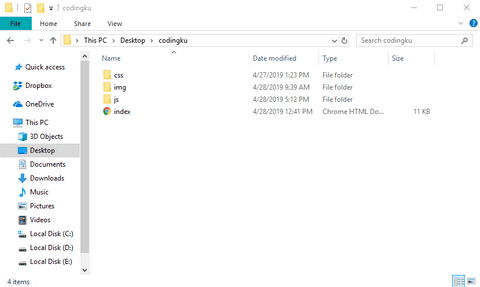 codingku
File Home Share View
This PC Desktop codingku
Search codingku
Name Date modified Type Size
Quick access
Dropbox
OneDrive
This PC
3D Objects
Desktop
Documents
Downloads
Music
Pictures
Videos
Local Disk (C:)
Local Disk (D:)
Local Disk (E:)
css 4/27/2019 1:23 PM File folder
img 4/28/2019 9:39 AM File folder
js 4/28/2019 5:12 PM File folder
index 4/28/2019 12:41 PM Chrome HTML Do... 11 KB
4 items